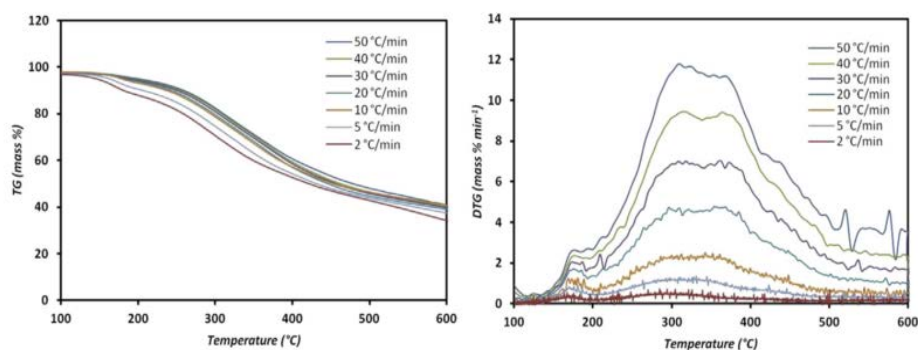 120
100
80
60
40
20
0
TG (mass %)
50 °C/min
40 °C/min
30 °C/min
20 °C/min
10 °C/min
5 °C/min
2 °C/min
100 200 300 400 500 600
Temperature (°C)
14
12
10
8
6
4
2
0
DTG (mass % min⁻¹)
50 °C/min
40 °C/min
30 °C/min
20 °C/min
10 °C/min
5 °C/min
2 °C/min
100 200 300 400 500 600
Temperature (°C)